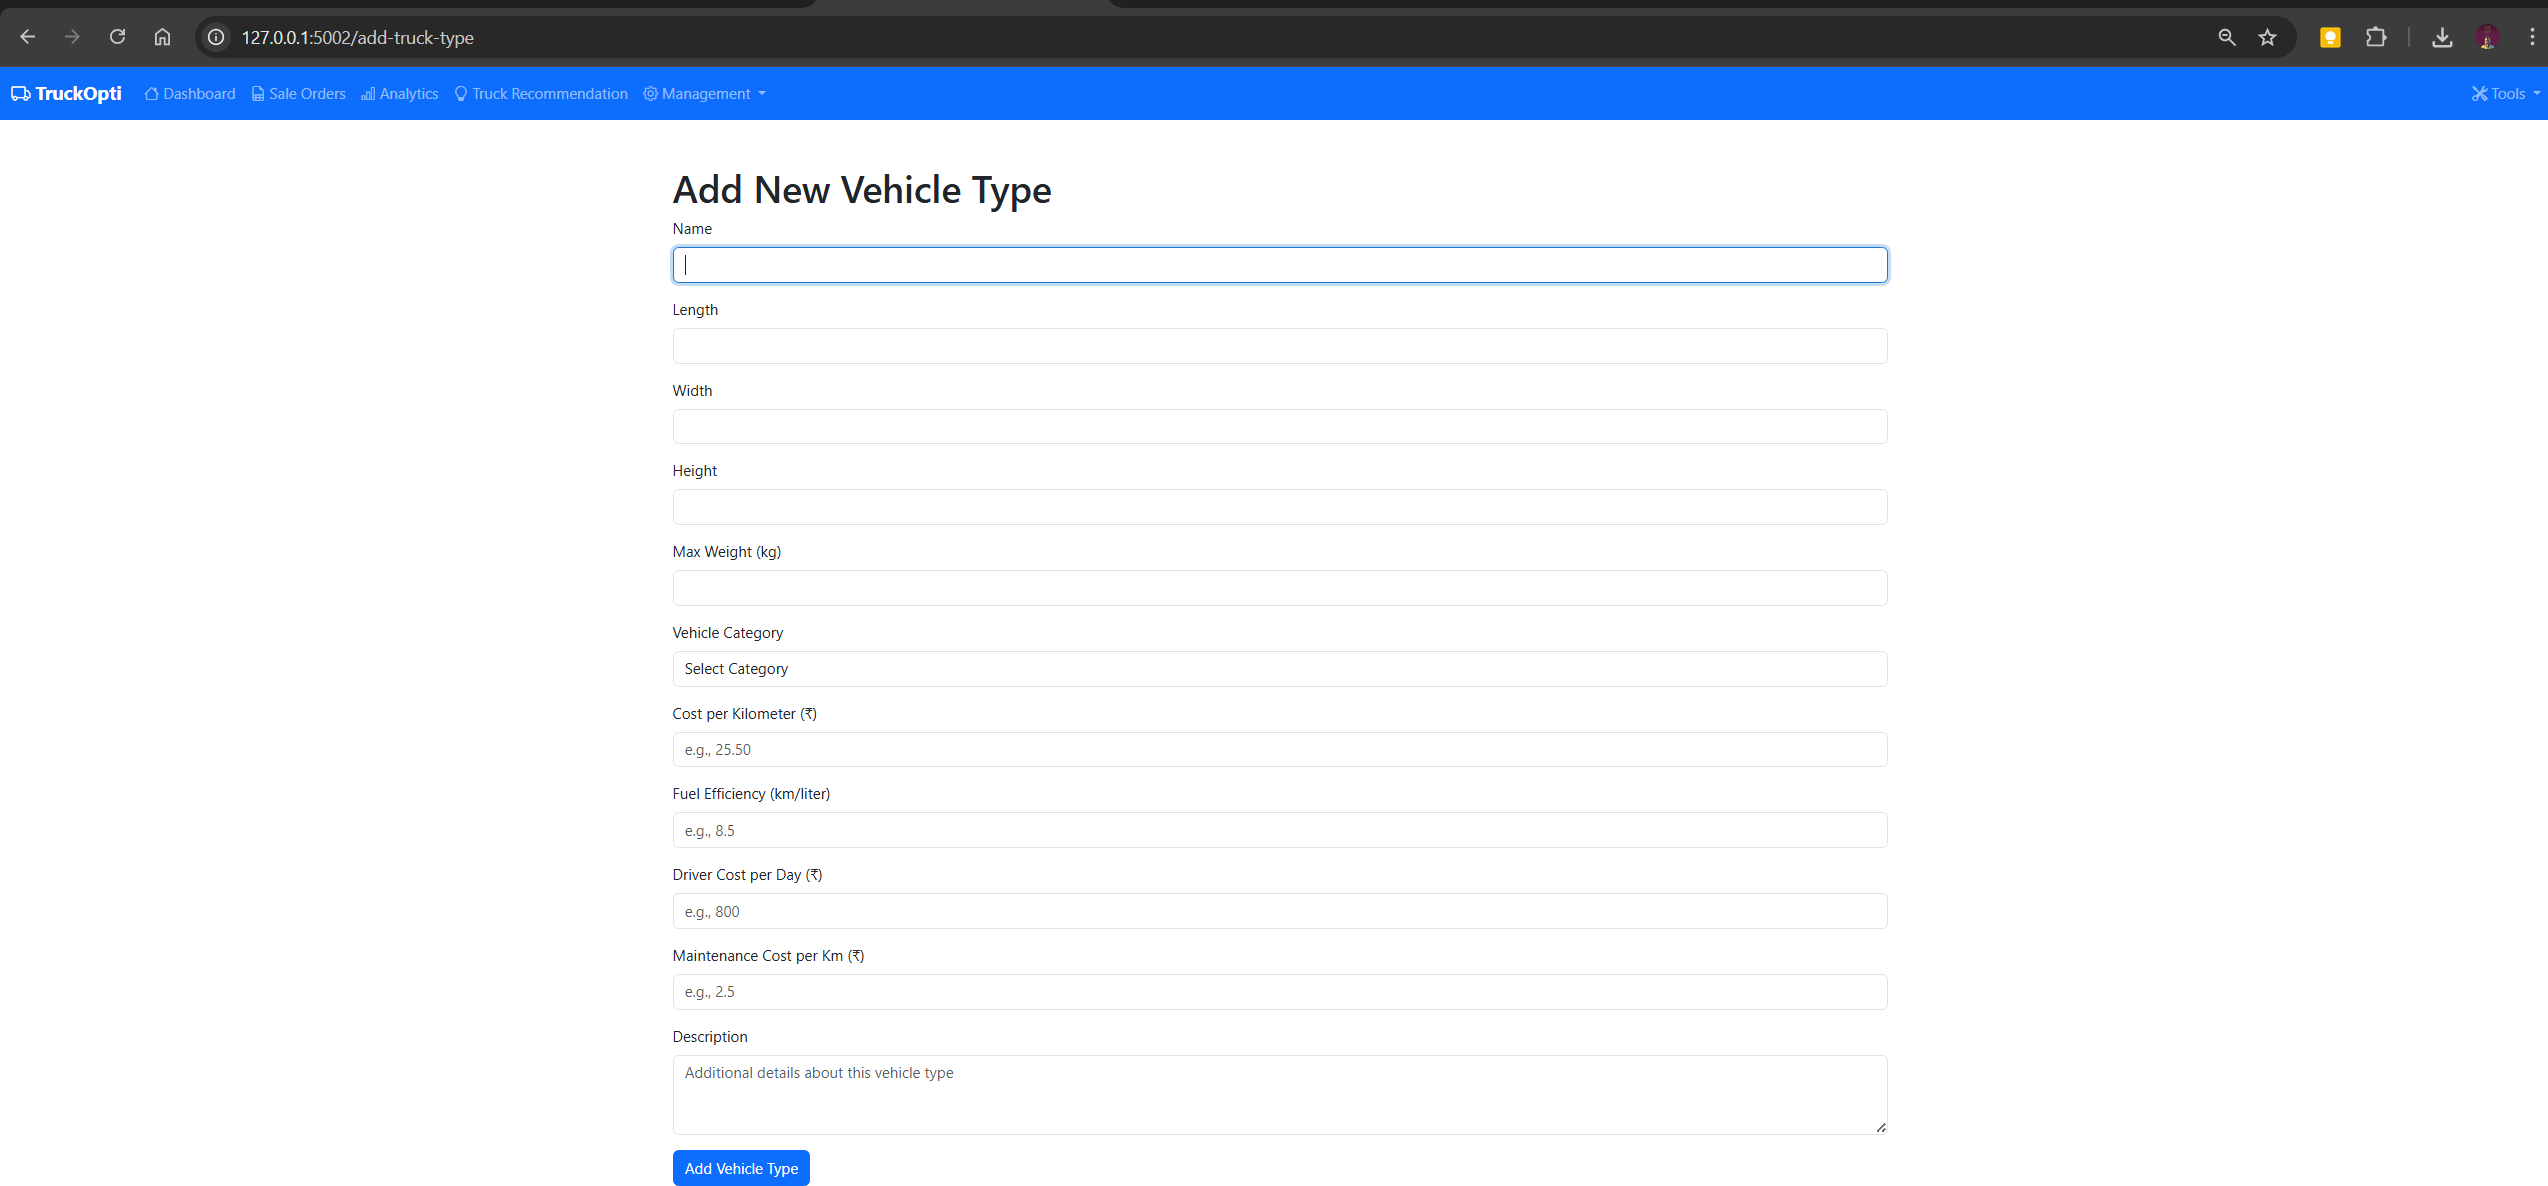 127.0.0.1:5002/add-truck-type
TruckOpti Dashboard Sale Orders Analytics Truck Recommendation Management Tools
Add New Vehicle Type
Name
Length
Width
Height
Max Weight (kg)
Vehicle Category
Select Category
Cost per Kilometer (₹)
e.g., 25.50
Fuel Efficiency (km/liter)
e.g., 8.5
Driver Cost per Day (₹)
e.g., 800
Maintenance Cost per Km (₹)
e.g., 2.5
Description
Additional details about this vehicle type
Add Vehicle Type